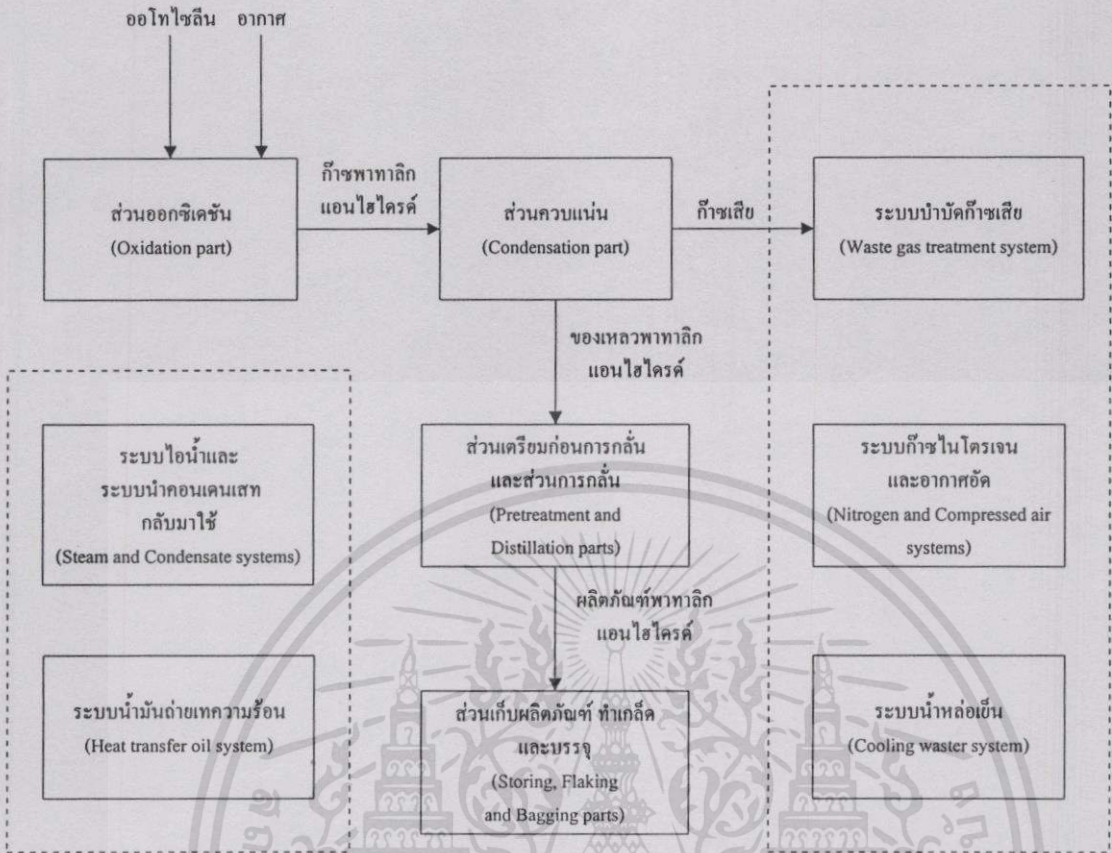 ออโทไซลีน อากาศ
ส่วนออกซิเดชัน
(Oxidation part)
ก๊าซพาทาลิก
แอนไฮไดรด์
ส่วนควบแน่น
(Condensation part)
ก๊าซเสีย
ระบบบำบัดก๊าซเสีย
(Waste gas treatment system)
ของเหลวพาทาลิก
แอนไฮไดรด์
ระบบไอน้ำและ
ระบบนำคอนเดนเสท
กลับมาใช้
(Steam and Condensate systems)
ส่วนเตรียมก่อนการกลั่น
และส่วนการกลั่น
(Pretreatment and
Distillation parts)
ระบบก๊าซไนโตรเจน
และอากาศอัด
(Nitrogen and Compressed air
systems)
ผลิตภัณฑ์พาทาลิก
แอนไฮไดรด์
ระบบน้ำมันถ่ายเทความร้อน
(Heat transfer oil system)
ส่วนเก็บผลิตภัณฑ์ ทำเกล็ด
และบรรจุ
(Storing, Flaking
and Bagging parts)
ระบบน้ำหล่อเย็น
(Cooling waster system)